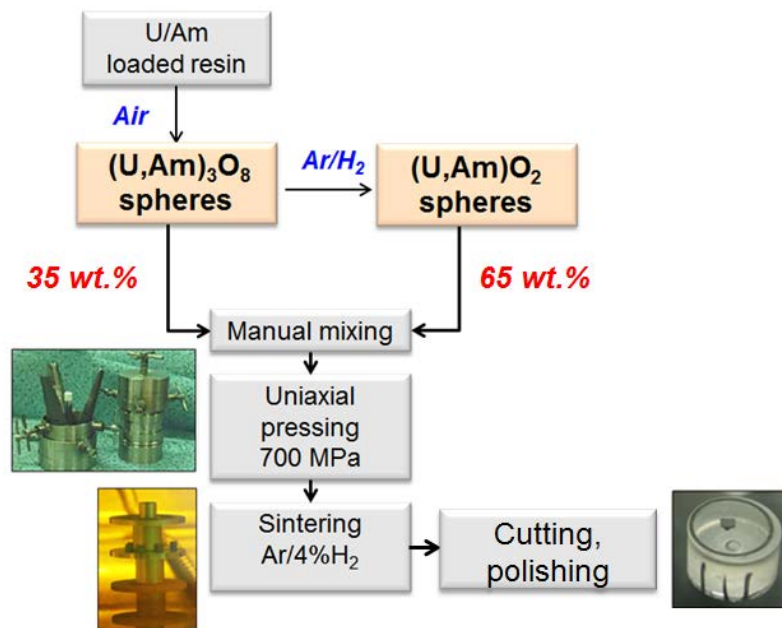 U/Am
loaded resin
Air
(U,Am)₃O₈
spheres
Ar/H₂
(U,Am)O₂
spheres
35 wt.%
65 wt.%
Manual mixing
Uniaxial
pressing
700 MPa
Sintering
Ar/4%H₂
Cutting,
polishing